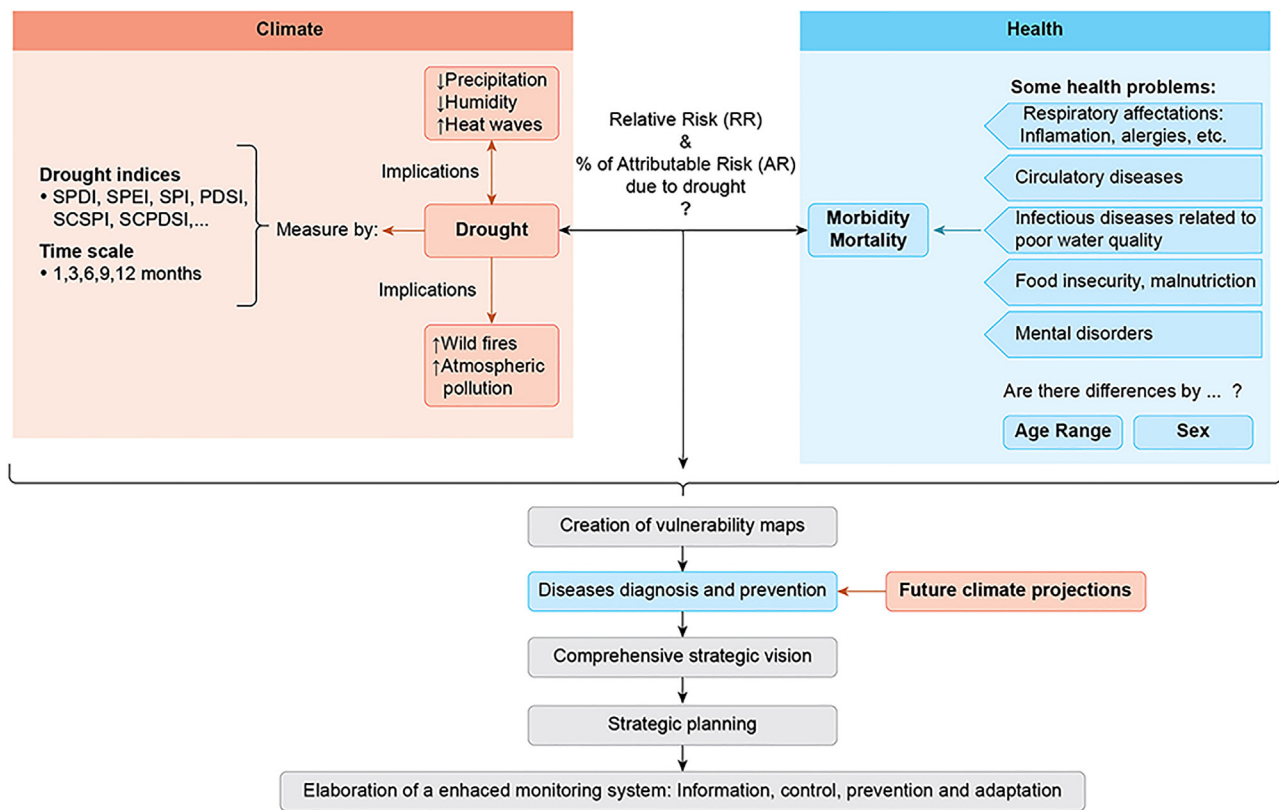 Climate
↓Precipitation
↓Humidity
↑Heat waves
Implications
Drought indices
• SPDI, SPEI, SPI, PDSI,
SCSPI, SCPDSI,...
Time scale
• 1,3,6,9,12 months
Measure by:
Drought
Implications
↑Wild fires
↑Atmospheric
pollution
Relative Risk (RR)
&
% of Attributable Risk (AR)
due to drought
?
Health
Some health problems:
Respiratory affectations:
Inflamation, alergies, etc.
Circulatory diseases
Morbidity
Mortality
Infectious diseases related to
poor water quality
Food insecurity, malnutriction
Mental disorders
Are there differences by ... ?
Age Range
Sex
Creation of vulnerability maps
Diseases diagnosis and prevention
Future climate projections
Comprehensive strategic vision
Strategic planning
Elaboration of a enhaced monitoring system: Information, control, prevention and adaptation